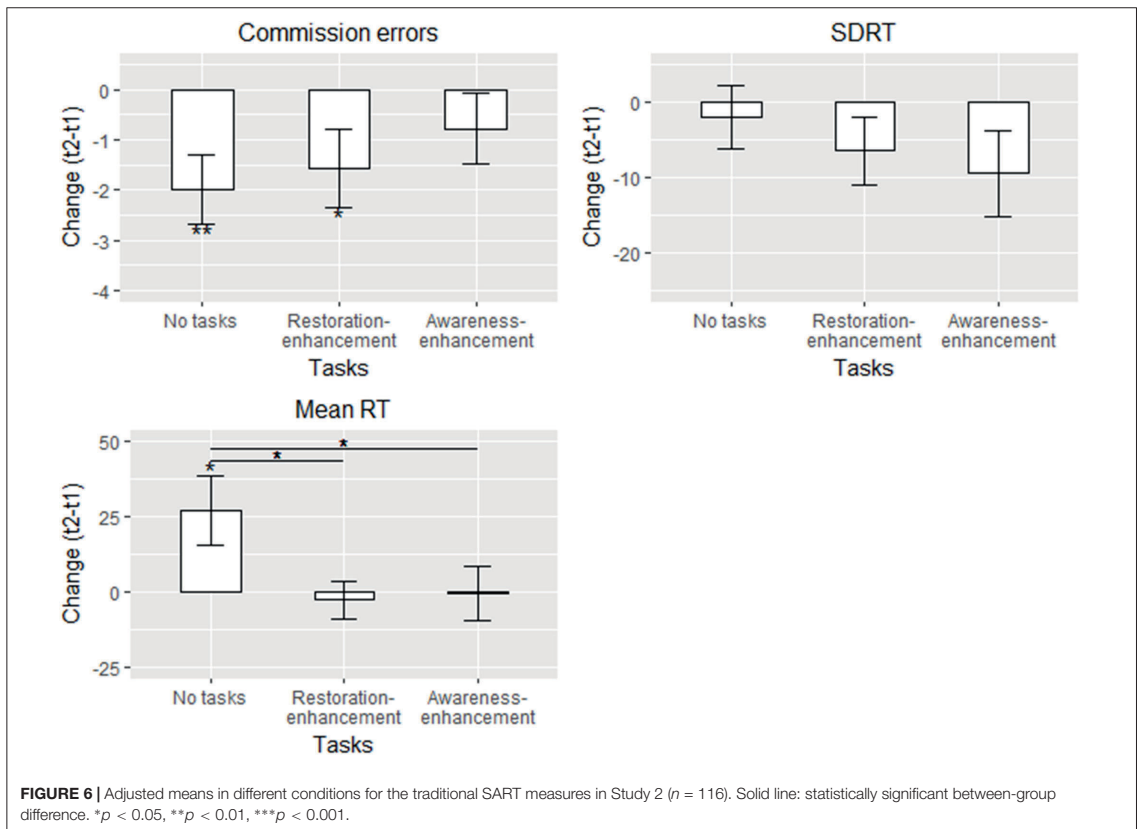 Commission errors
Change (t2-t1)
0
-1
-2
-3
-4
**
*
No tasks
Restoration-
enhancement
Awareness-
enhancement
Tasks
SDRT
Change (t2-t1)
0
-10
-20
No tasks
Restoration-
enhancement
Awareness-
enhancement
Tasks
Mean RT
Change (t2-t1)
50
25
0
-25
*
*
*
No tasks
Restoration-
enhancement
Awareness-
enhancement
Tasks
FIGURE 6 | Adjusted means in different conditions for the traditional SART measures in Study 2 (n = 116). Solid line: statistically significant between-group
difference. *p < 0.05, **p < 0.01, ***p < 0.001.